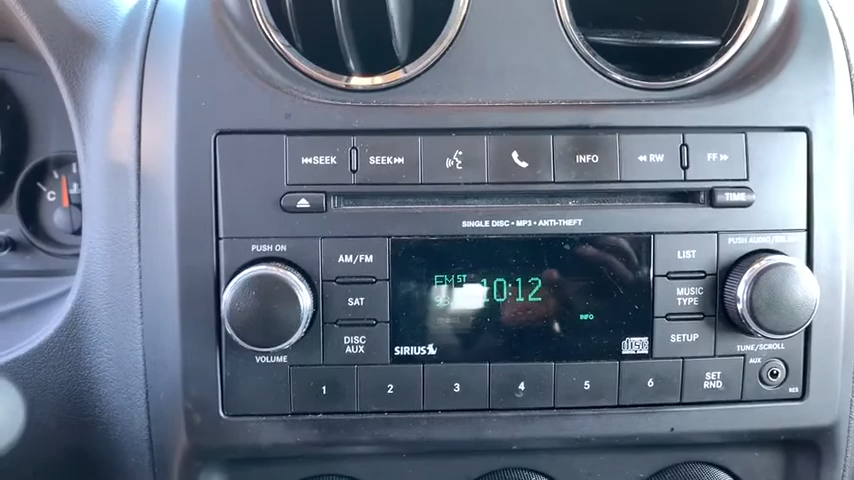 ⏮SEEK SEEK⏭ INFO ◂◂RW FF▸▸
TIME
SINGLE DISC • MP3 • ANTI-THEFT
PUSH ON
PUSH AUDIO/SELECT
AM/FM
LIST
FM ST 10:12
SAT
MUSIC TYPE
INFO
DISC AUX
SETUP
VOLUME
SIRIUS
disc
TUNE/SCROLL
1 2 3 4 5 6 SET RND
AUX
RES
C